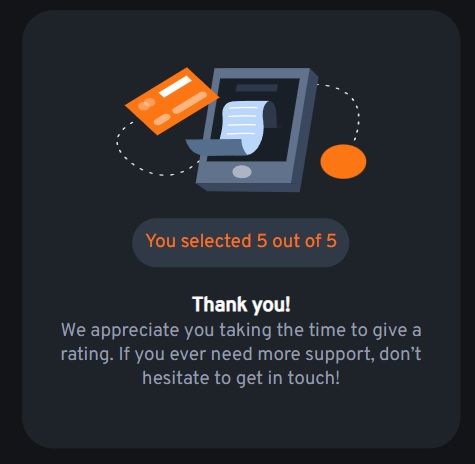 You selected 5 out of 5
Thank you!
We appreciate you taking the time to give a
rating. If you ever need more support, don’t
hesitate to get in touch!